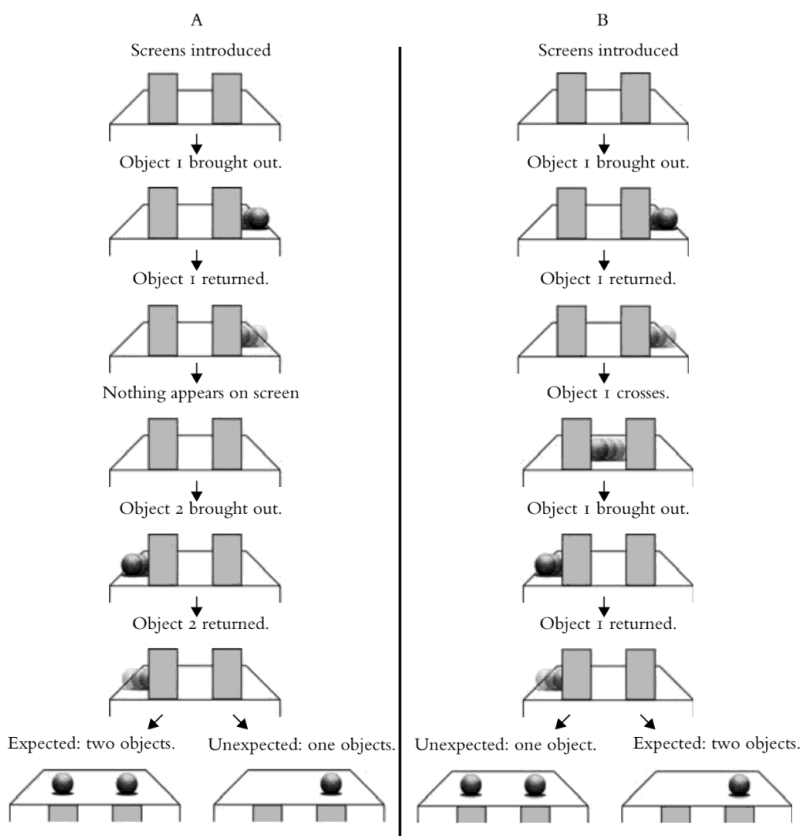 A
Screens introduced
Object 1 brought out.
Object 1 returned.
Nothing appears on screen
Object 2 brought out.
Object 2 returned.
Expected: two objects.
Unexpected: one objects.
B
Screens introduced
Object 1 brought out.
Object 1 returned.
Object 1 crosses.
Object 1 brought out.
Object 1 returned.
Unexpected: one object.
Expected: two objects.